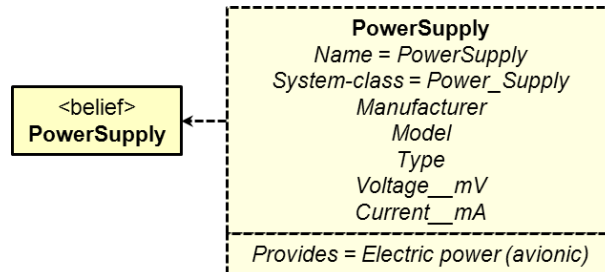 <belief>
PowerSupply
PowerSupply
Name = PowerSupply
System-class = Power_Supply
Manufacturer
Model
Type
Voltage__mV
Current__mA
Provides = Electric power (avionic)